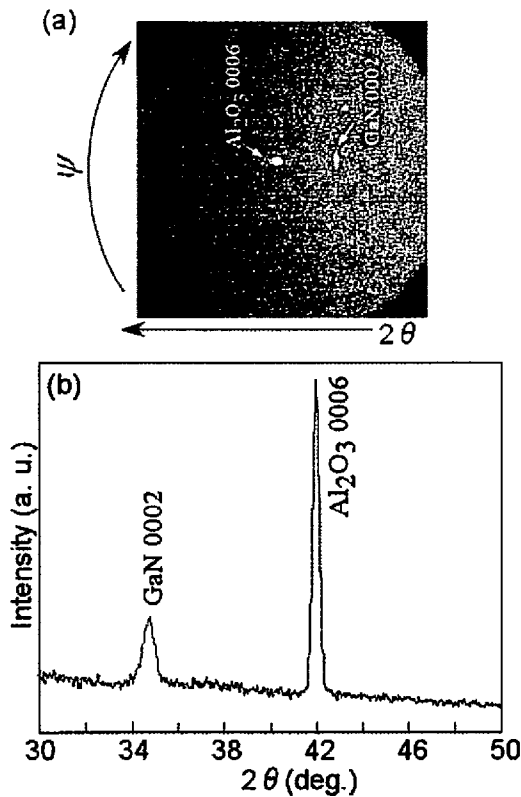 (a)
Al2O3 0006
GaN 0002
ψ
2θ
(b)
Al2O3 0006
GaN 0002
Intensity (a. u.)
30 34 38 42 46 50
2θ (deg.)